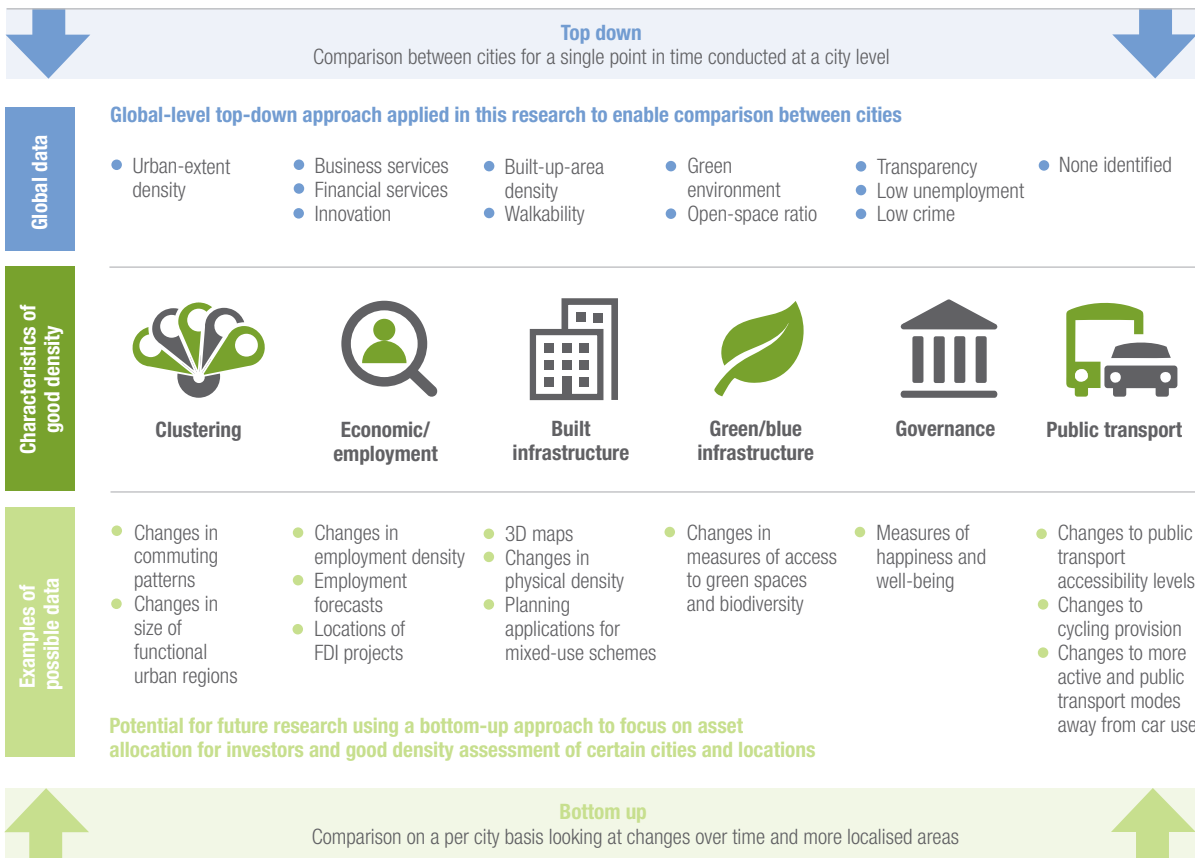 Top down
Comparison between cities for a single point in time conducted at a city level
Global data
Global-level top-down approach applied in this research to enable comparison between cities
Urban-extent
density
Business services
Financial services
Innovation
Built-up-area
density
Walkability
Green
environment
Open-space ratio
Transparency
Low unemployment
Low crime
None identified
Characteristics of
good density
Clustering
Economic/
employment
Built
infrastructure
Green/blue
infrastructure
Governance
Public transport
Examples of
possible data
Changes in
commuting
patterns
Changes in
size of
functional
urban regions
Changes in
employment density
Employment
forecasts
Locations of
FDI projects
3D maps
Changes in
physical density
Planning
applications for
mixed-use schemes
Changes in
measures of access
to green spaces
and biodiversity
Measures of
happiness and
well-being
Changes to public
transport
accessibility levels
Changes to
cycling provision
Changes to more
active and public
transport modes
away from car use
Potential for future research using a bottom-up approach to focus on asset
allocation for investors and good density assessment of certain cities and locations
Bottom up
Comparison on a per city basis looking at changes over time and more localised areas